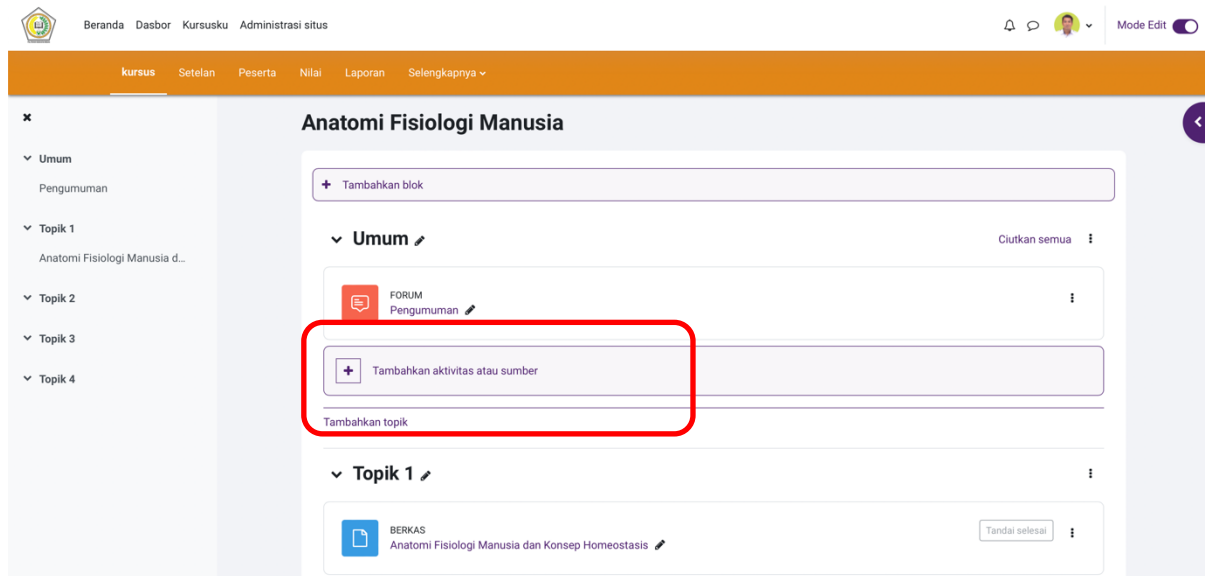 Beranda Dasbor Kursusku Administrasi situs
Mode Edit
kursus Setelan Peserta Nilai Laporan Selengkapnya
Umum
Pengumuman
Topik 1
Anatomi Fisiologi Manusia d...
Topik 2
Topik 3
Topik 4
Anatomi Fisiologi Manusia
Tambahkan blok
Umum
Ciutkan semua
FORUM
Pengumuman
Tambahkan aktivitas atau sumber
Tambahkan topik
Topik 1
BERKAS
Anatomi Fisiologi Manusia dan Konsep Homeostasis
Tandai selesai